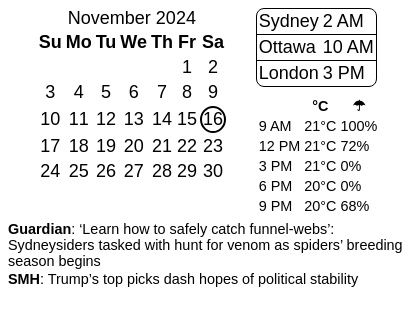 November 2024
Su Mo Tu We Th Fr Sa
1 2
3 4 5 6 7 8 9
10 11 12 13 14 15 16
17 18 19 20 21 22 23
24 25 26 27 28 29 30
Sydney 2 AM
Ottawa 10 AM
London 3 PM
°C ☂
9 AM 21°C 100%
12 PM 21°C 72%
3 PM 21°C 0%
6 PM 20°C 0%
9 PM 20°C 68%
Guardian: ‘Learn how to safely catch funnel-webs’:
Sydneysiders tasked with hunt for venom as spiders’ breeding
season begins
SMH: Trump’s top picks dash hopes of political stability